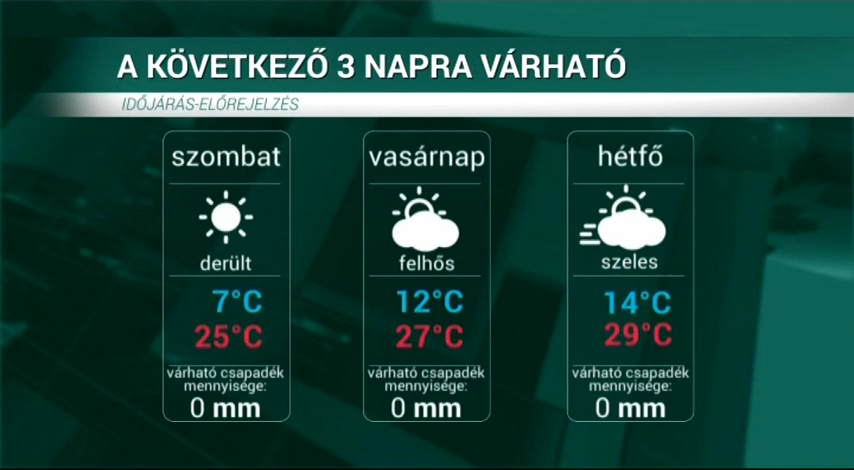 A KÖVETKEZŐ 3 NAPRA VÁRHATÓ
IDŐJÁRÁS-ELŐREJELZÉS
szombat
derült
7°C
25°C
várható csapadék
mennyisége:
0 mm
vasárnap
felhős
12°C
27°C
várható csapadék
mennyisége:
0 mm
hétfő
szeles
14°C
29°C
várható csapadék
mennyisége:
0 mm